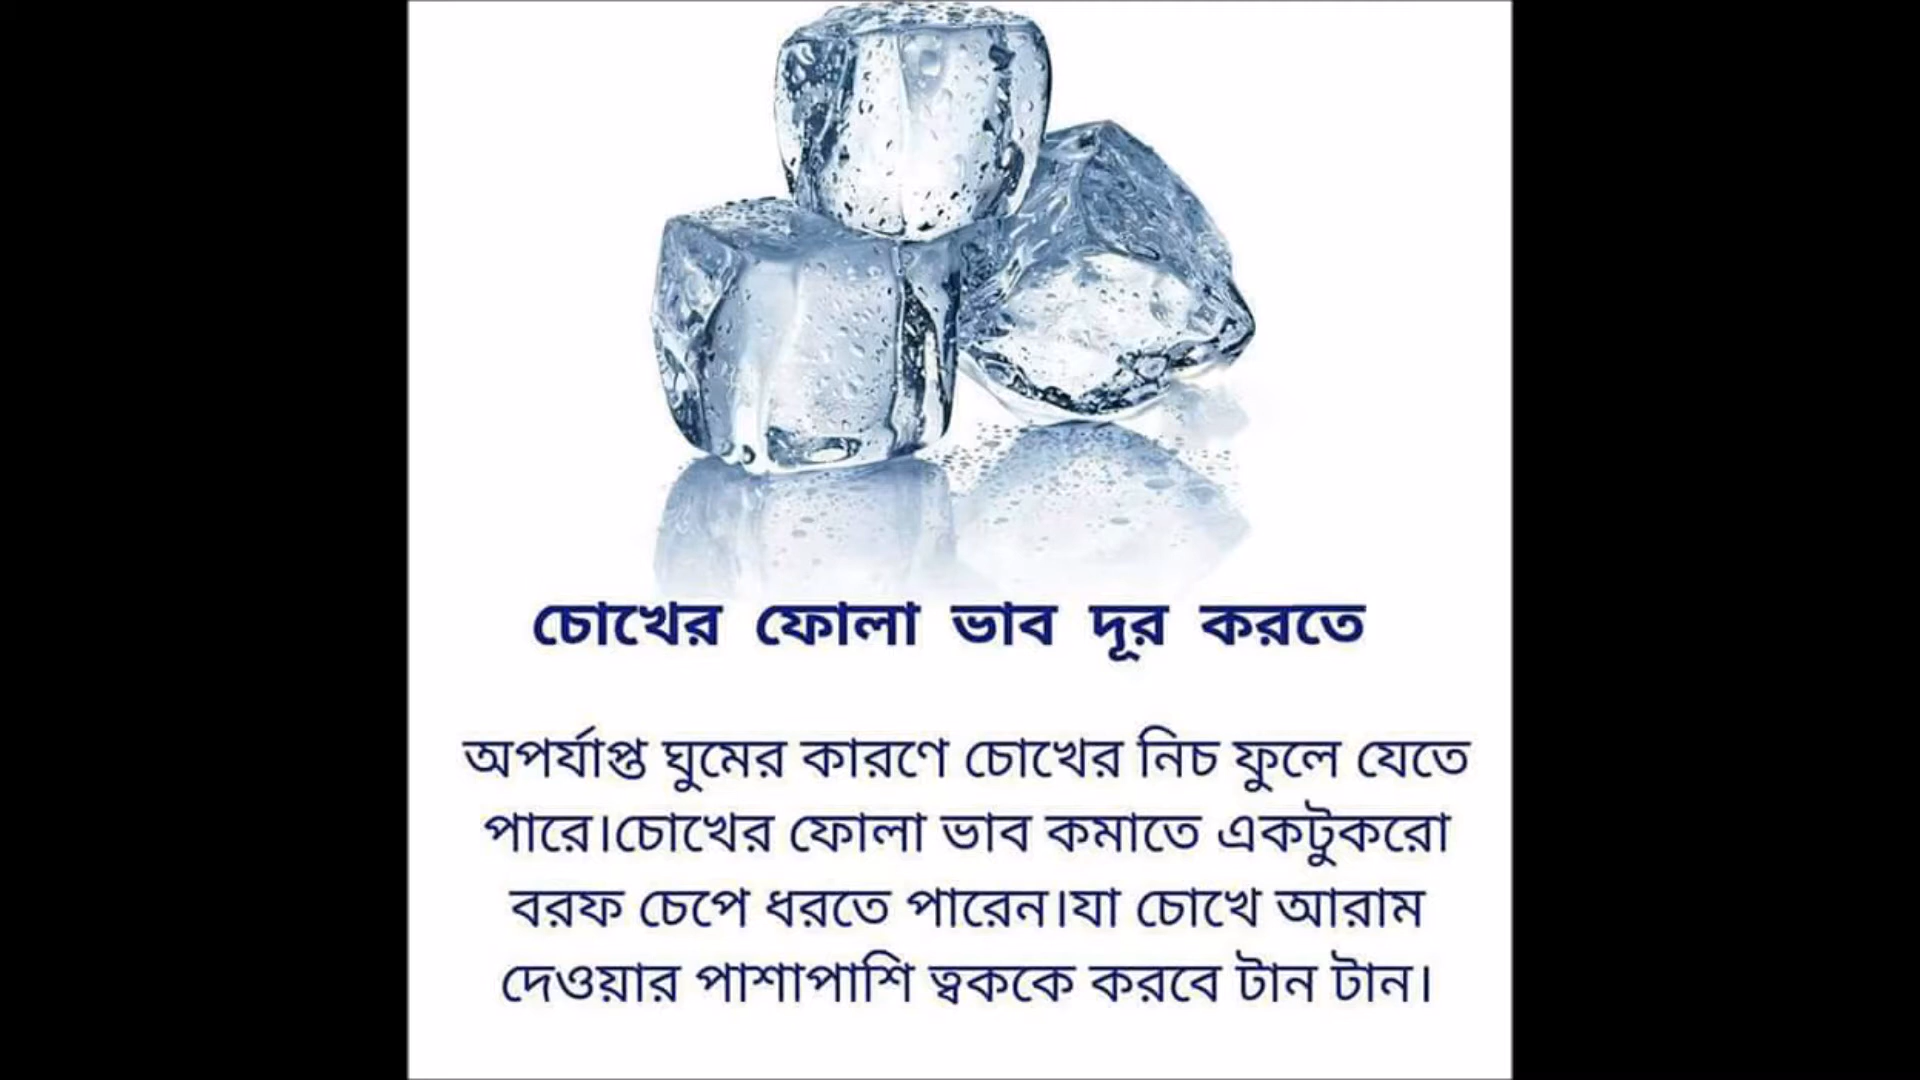 চোখের ফোলা ভাব দূর করতে
অপর্যাপ্ত ঘুমের কারণে চোখের নিচ ফুলে যেতে
পারে।চোখের ফোলা ভাব কমাতে একটুকরো
বরফ চেপে ধরতে পারেন।যা চোখে আরাম
দেওয়ার পাশাপাশি ত্বককে করবে টান টান।